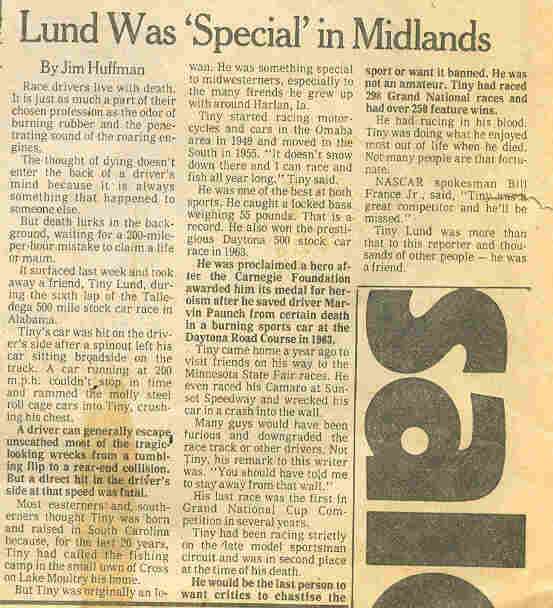 Lund Was 'Special' in Midlands
By Jim Huffman
Race drivers live with death.
It is just as much a part of their
chosen profession as the odor of
burning rubber and the pene-
trating sound of the roaring en-
gines.
The thought of dying doesn't
enter the back of a driver's
mind because it is always
something that happened to
someone else.
But death lurks in the back-
ground, waiting for a 200-mile-
per-hour mistake to claim a life
or maim.
It surfaced last week and took
away a friend, Tiny Lund, dur-
ing the sixth lap of the Talle-
dega 500 mile stock car race in
Alabama.
Tiny's car was hit on the driv-
er's side after a spinout left his
car sitting broadside on the
track. A car running at 200
m.p.h. couldn't stop in time
and rammed the molly steel
roll cage cars into Tiny, crush-
ing his chest.
A driver can generally escape
unscathed most of the tragic-
looking wrecks from a tumbl-
ing flip to a rear-end collision.
But a direct hit in the driver's
side at that speed was fatal.
Most easterners and south-
erners thought Tiny was born
and raised in South Carolina
because, for the last 20 years,
Tiny had called the fishing
camp in the small town of Cross
on Lake Moultry his home.
But Tiny was originally an Io-
wan. He was something special
to midwesterners, especially to
the many firends he grew up
with around Harlan, Ia.
Tiny started racing motor-
cycles and cars in the Omaha
area in 1949 and moved to the
South in 1955. "It doesn't snow
down there and I can race and
fish all year long," Tiny said.
He was one of the best at both
sports. He caught a locked bass
weighing 55 pounds. That is a
record. He also won the presti-
gious Daytona 500 stock car
race in 1963.
He was proclaimed a hero af-
ter the Carnegie Foundation
awarded him its medal for her-
oism after he saved driver Mar-
vin Paunch from certain death
in a burning sports car at the
Daytona Road Course in 1963.
Tiny came home a year ago to
visit friends on his way to the
Minnesota State Fair races. He
even raced his Camaro at Sun-
set Speedway and wrecked his
car in a crash into the wall.
Many guys would have been
furious and downgraded the
race track or other drivers. Not
Tiny, his remark to this writer
was. "You should have told me
to stay away from that wall."
His last race was the first in
Grand National Cup Com-
petition in several years.
Tiny had been racing strictly
on the late model sportsman
circuit and was in second place
at the time of his death.
He would be the last person to
want critics to chastise the
sport or want it banned. He was
not an amateur. Tiny had raced
298 Grand National races and
had over 250 feature wins.
He had racing in his blood.
Tiny was doing what he enjoyed
most out of life when he died.
Not many people are that fortu-
nate.
NASCAR spokesman Bill
France Jr., said, "Tiny was a
great competitor and he'll be
missed."
Tiny Lund was more than
that to this reporter and thou-
sands of other people — he was
a friend.